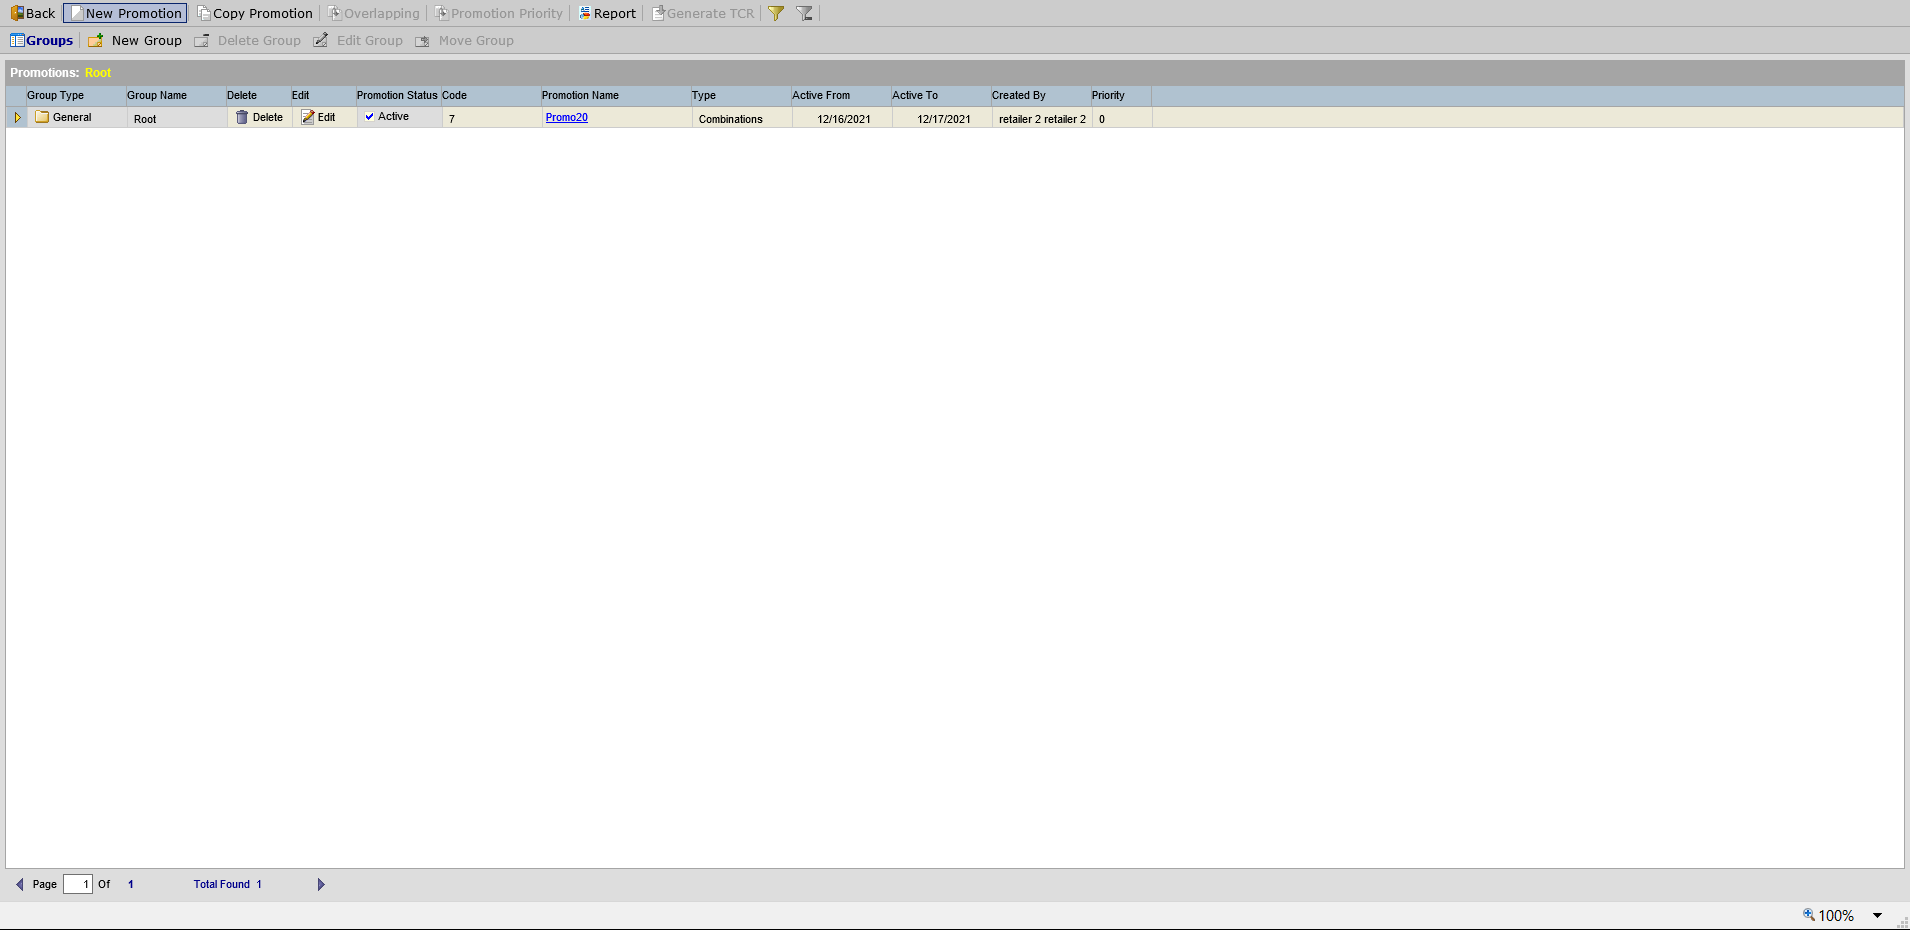 Back New Promotion Copy Promotion Overlapping Promotion Priority Report Generate TCR
Groups New Group Delete Group Edit Group Move Group
Promotions: Root
Group Type Group Name Delete Edit Promotion Status Code Promotion Name Type Active From Active To Created By Priority
General Root Delete Edit Active 7 Promo20 Combinations 12/16/2021 12/17/2021 retailer 2 retailer 2 0
Page 1 Of 1 Total Found 1
100%